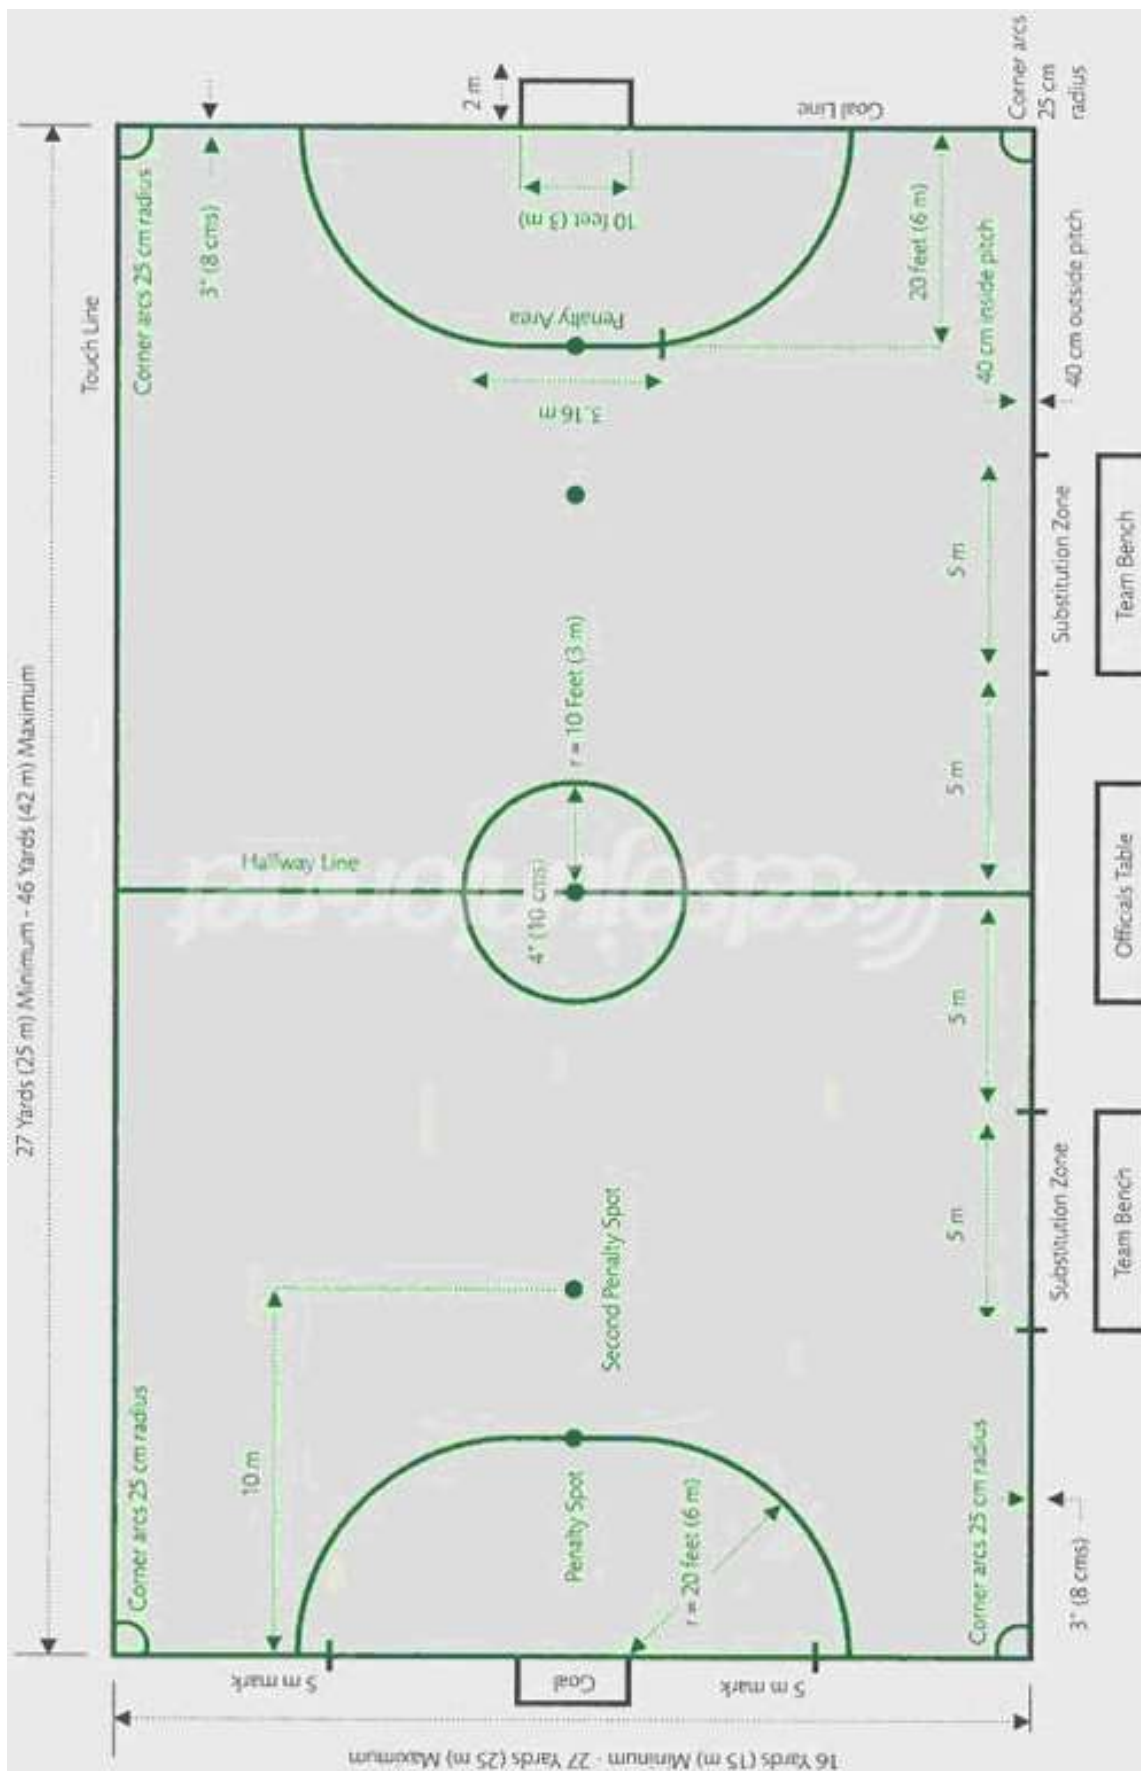 27 Yards (25 m) Minimum - 46 Yards (42 m) Maximum
Touch Line
Corner arcs 25 cm radius
3" (8 cms)
2 m
Goal Line
Corner arcs
25 cm
radius
10 feet (3 m)
Penalty Area
3.16 m
20 feet (6 m)
40 cm inside pitch
40 cm outside pitch
5 m
Substitution Zone
Team Bench
r = 10 Feet (3 m)
5 m
Halfway Line
4" (10 cms)
Officials Table
5 m
Second Penalty Spot
5 m
Substitution Zone
Team Bench
Corner arcs 25 cm radius
10 m
Penalty Spot
r = 20 feet (6 m)
Corner arcs 25 cm radius
3" (8 cms)
5 m mark
Goal
5 m mark
16 Yards (15 m) Mininum - 27 Yards (25 m) Maximum